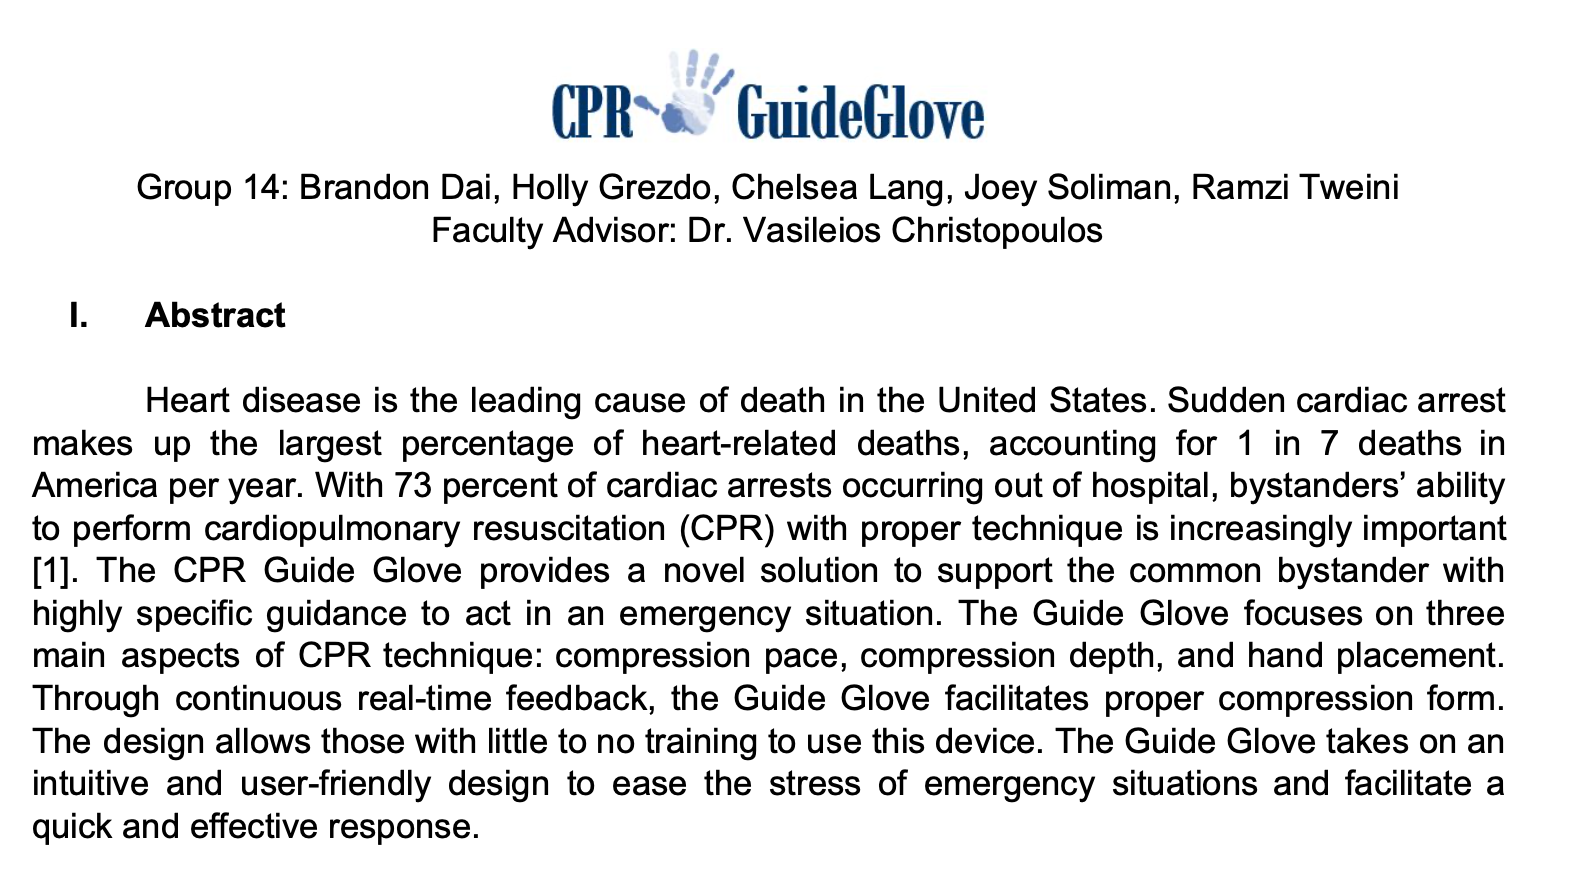 CPR GuideGlove
Group 14: Brandon Dai, Holly Grezdo, Chelsea Lang, Joey Soliman, Ramzi Tweini
Faculty Advisor: Dr. Vasileios Christopoulos
I. Abstract
Heart disease is the leading cause of death in the United States. Sudden cardiac arrest
makes up the largest percentage of heart-related deaths, accounting for 1 in 7 deaths in
America per year. With 73 percent of cardiac arrests occurring out of hospital, bystanders’ ability
to perform cardiopulmonary resuscitation (CPR) with proper technique is increasingly important
[1]. The CPR Guide Glove provides a novel solution to support the common bystander with
highly specific guidance to act in an emergency situation. The Guide Glove focuses on three
main aspects of CPR technique: compression pace, compression depth, and hand placement.
Through continuous real-time feedback, the Guide Glove facilitates proper compression form.
The design allows those with little to no training to use this device. The Guide Glove takes on an
intuitive and user-friendly design to ease the stress of emergency situations and facilitate a
quick and effective response.